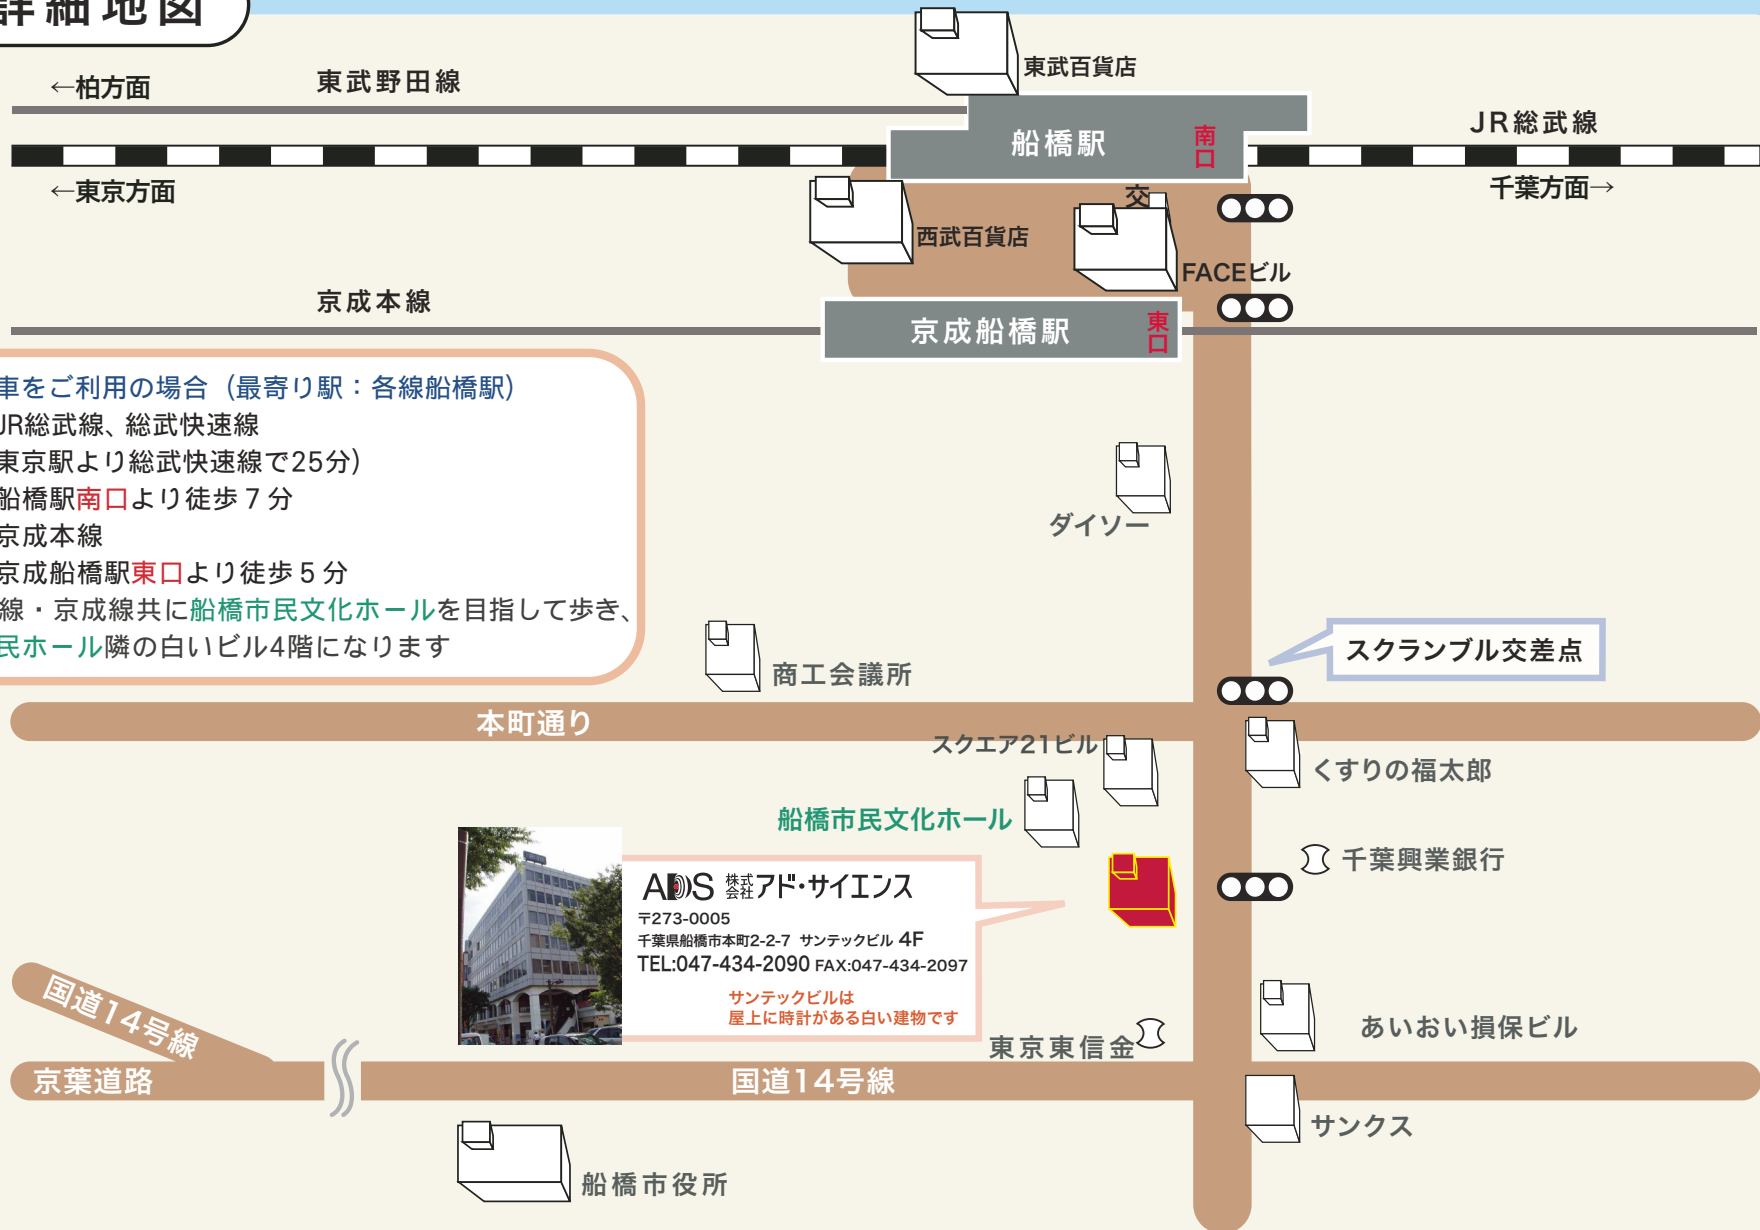 詳細地図
東武百貨店
←柏方面
東武野田線
船橋駅
南口
JR総武線
←東京方面
千葉方面→
交
西武百貨店
FACEビル
京成本線
京成船橋駅
東口
車をご利用の場合（最寄り駅：各線船橋駅）
JR総武線、総武快速線
東京駅より総武快速線で25分）
船橋駅南口より徒歩７分
京成本線
京成船橋駅東口より徒歩５分
線・京成線共に船橋市民文化ホールを目指して歩き、
民ホール隣の白いビル4階になります
ダイソー
スクランブル交差点
商工会議所
本町通り
スクエア21ビル
くすりの福太郎
船橋市民文化ホール
千葉興業銀行
ADS 株式会社アド・サイエンス
〒273-0005
千葉県船橋市本町2-2-7 サンテックビル 4F
TEL:047-434-2090 FAX:047-434-2097
サンテックビルは
屋上に時計がある白い建物です
国道14号線
東京東信金
あいおい損保ビル
京葉道路
国道14号線
サンクス
船橋市役所